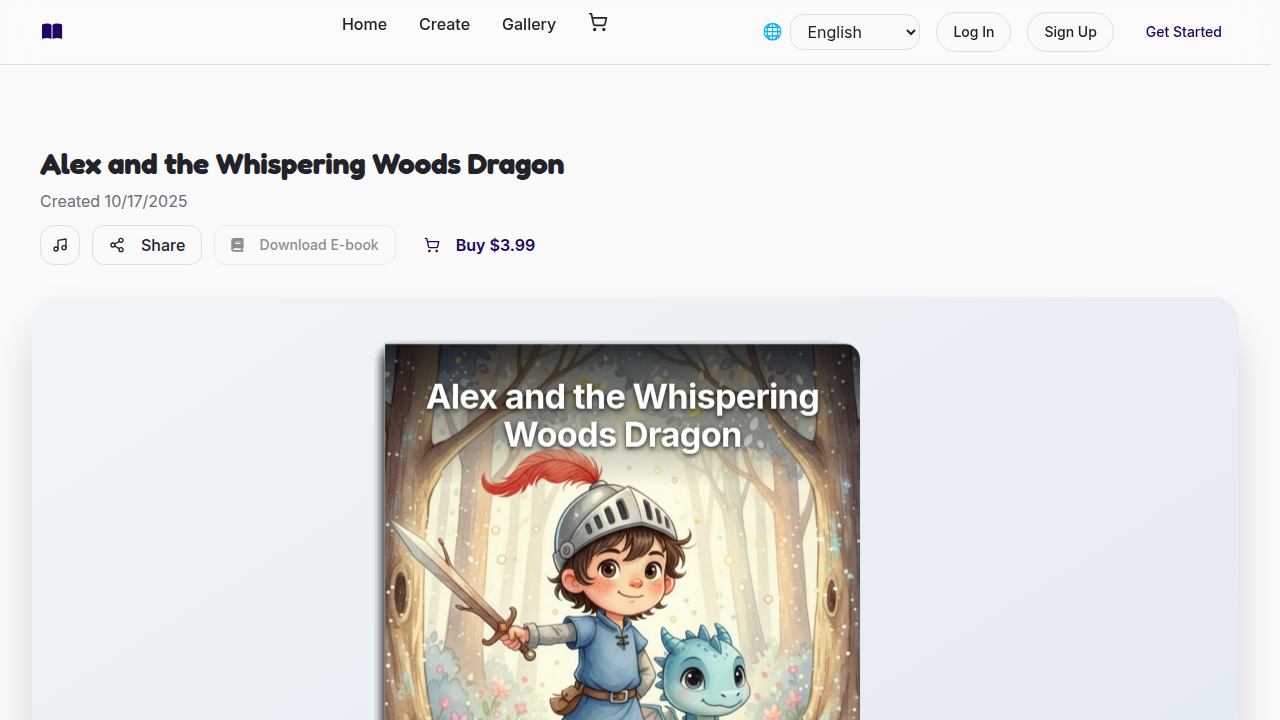 Home Create Gallery 🌐 English Log In Sign Up Get Started
Alex and the Whispering Woods Dragon
Created 10/17/2025
Share Download E-book Buy $3.99
Alex and the Whispering
Woods Dragon